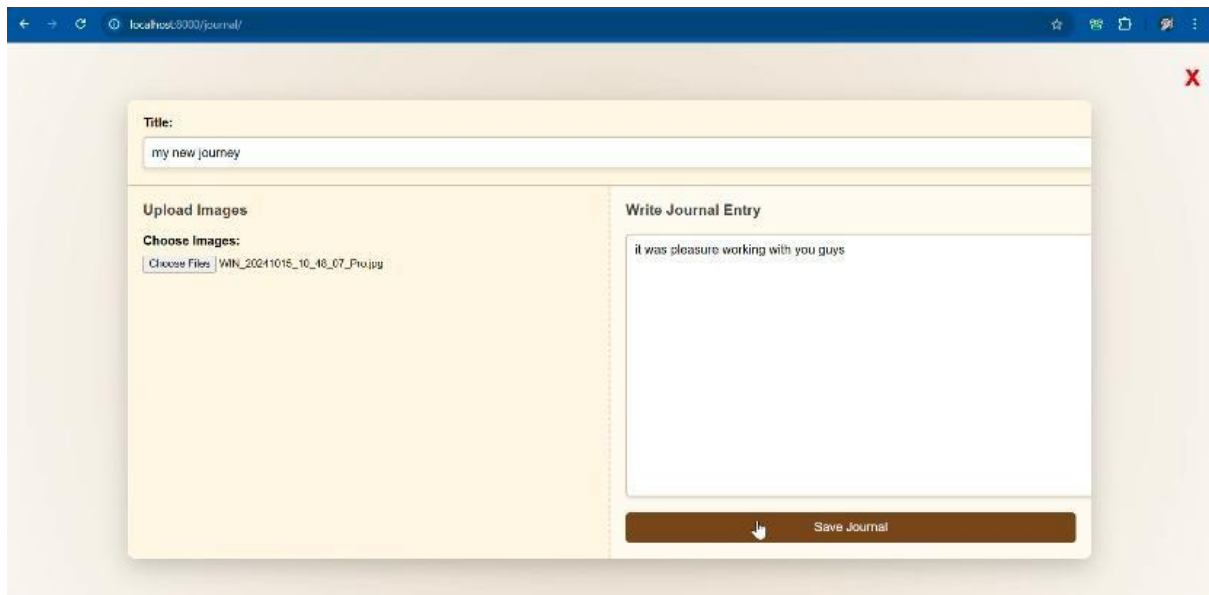 localhost:8000/journal/
X
Title:
my new journey
Upload Images
Write Journal Entry
Choose Images:
Choose Files WIN_20241015_10_48_07_Pro.jpg
it was pleasure working with you guys
Save Journal